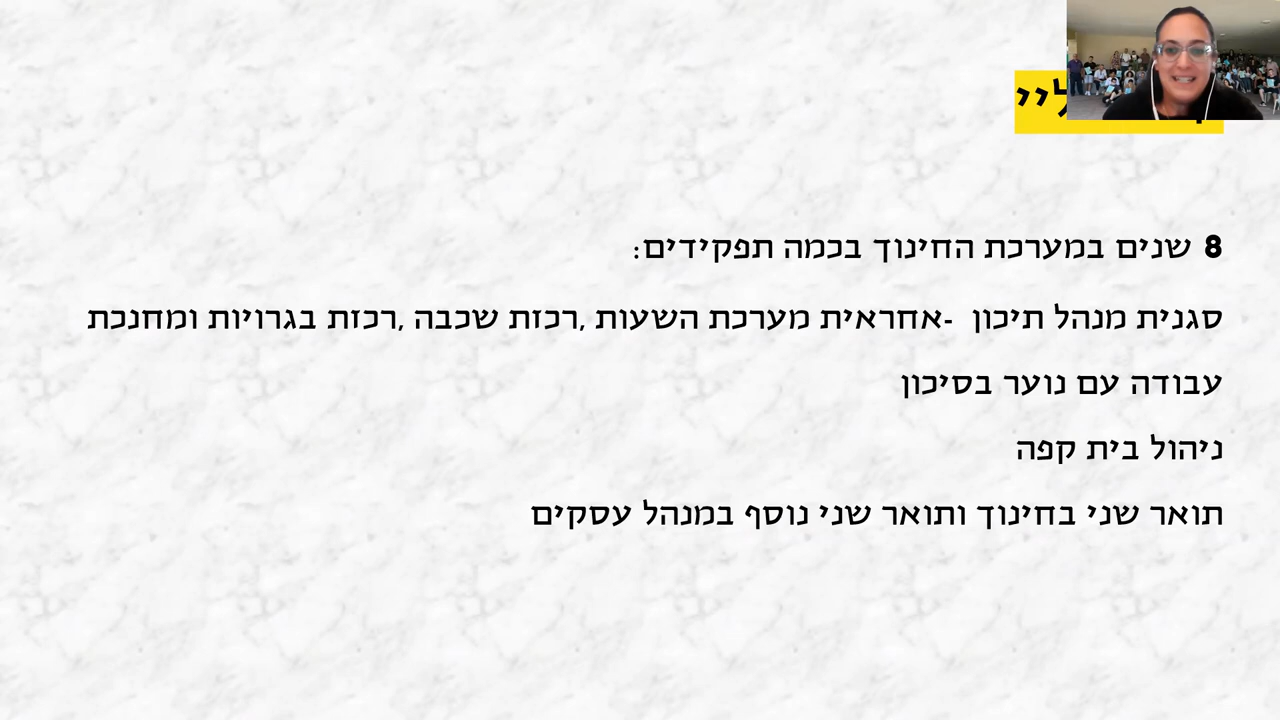 8 שנים במערכת החינוך בכמה תפקידים:
סגנית מנהל תיכון -אחראית מערכת השעות ,רכזת שכבה ,רכזת בגרויות ומחנכת
עבודה עם נוער בסיכון
ניהול בית קפה
תואר שני בחינוך ותואר שני נוסף במנהל עסקים